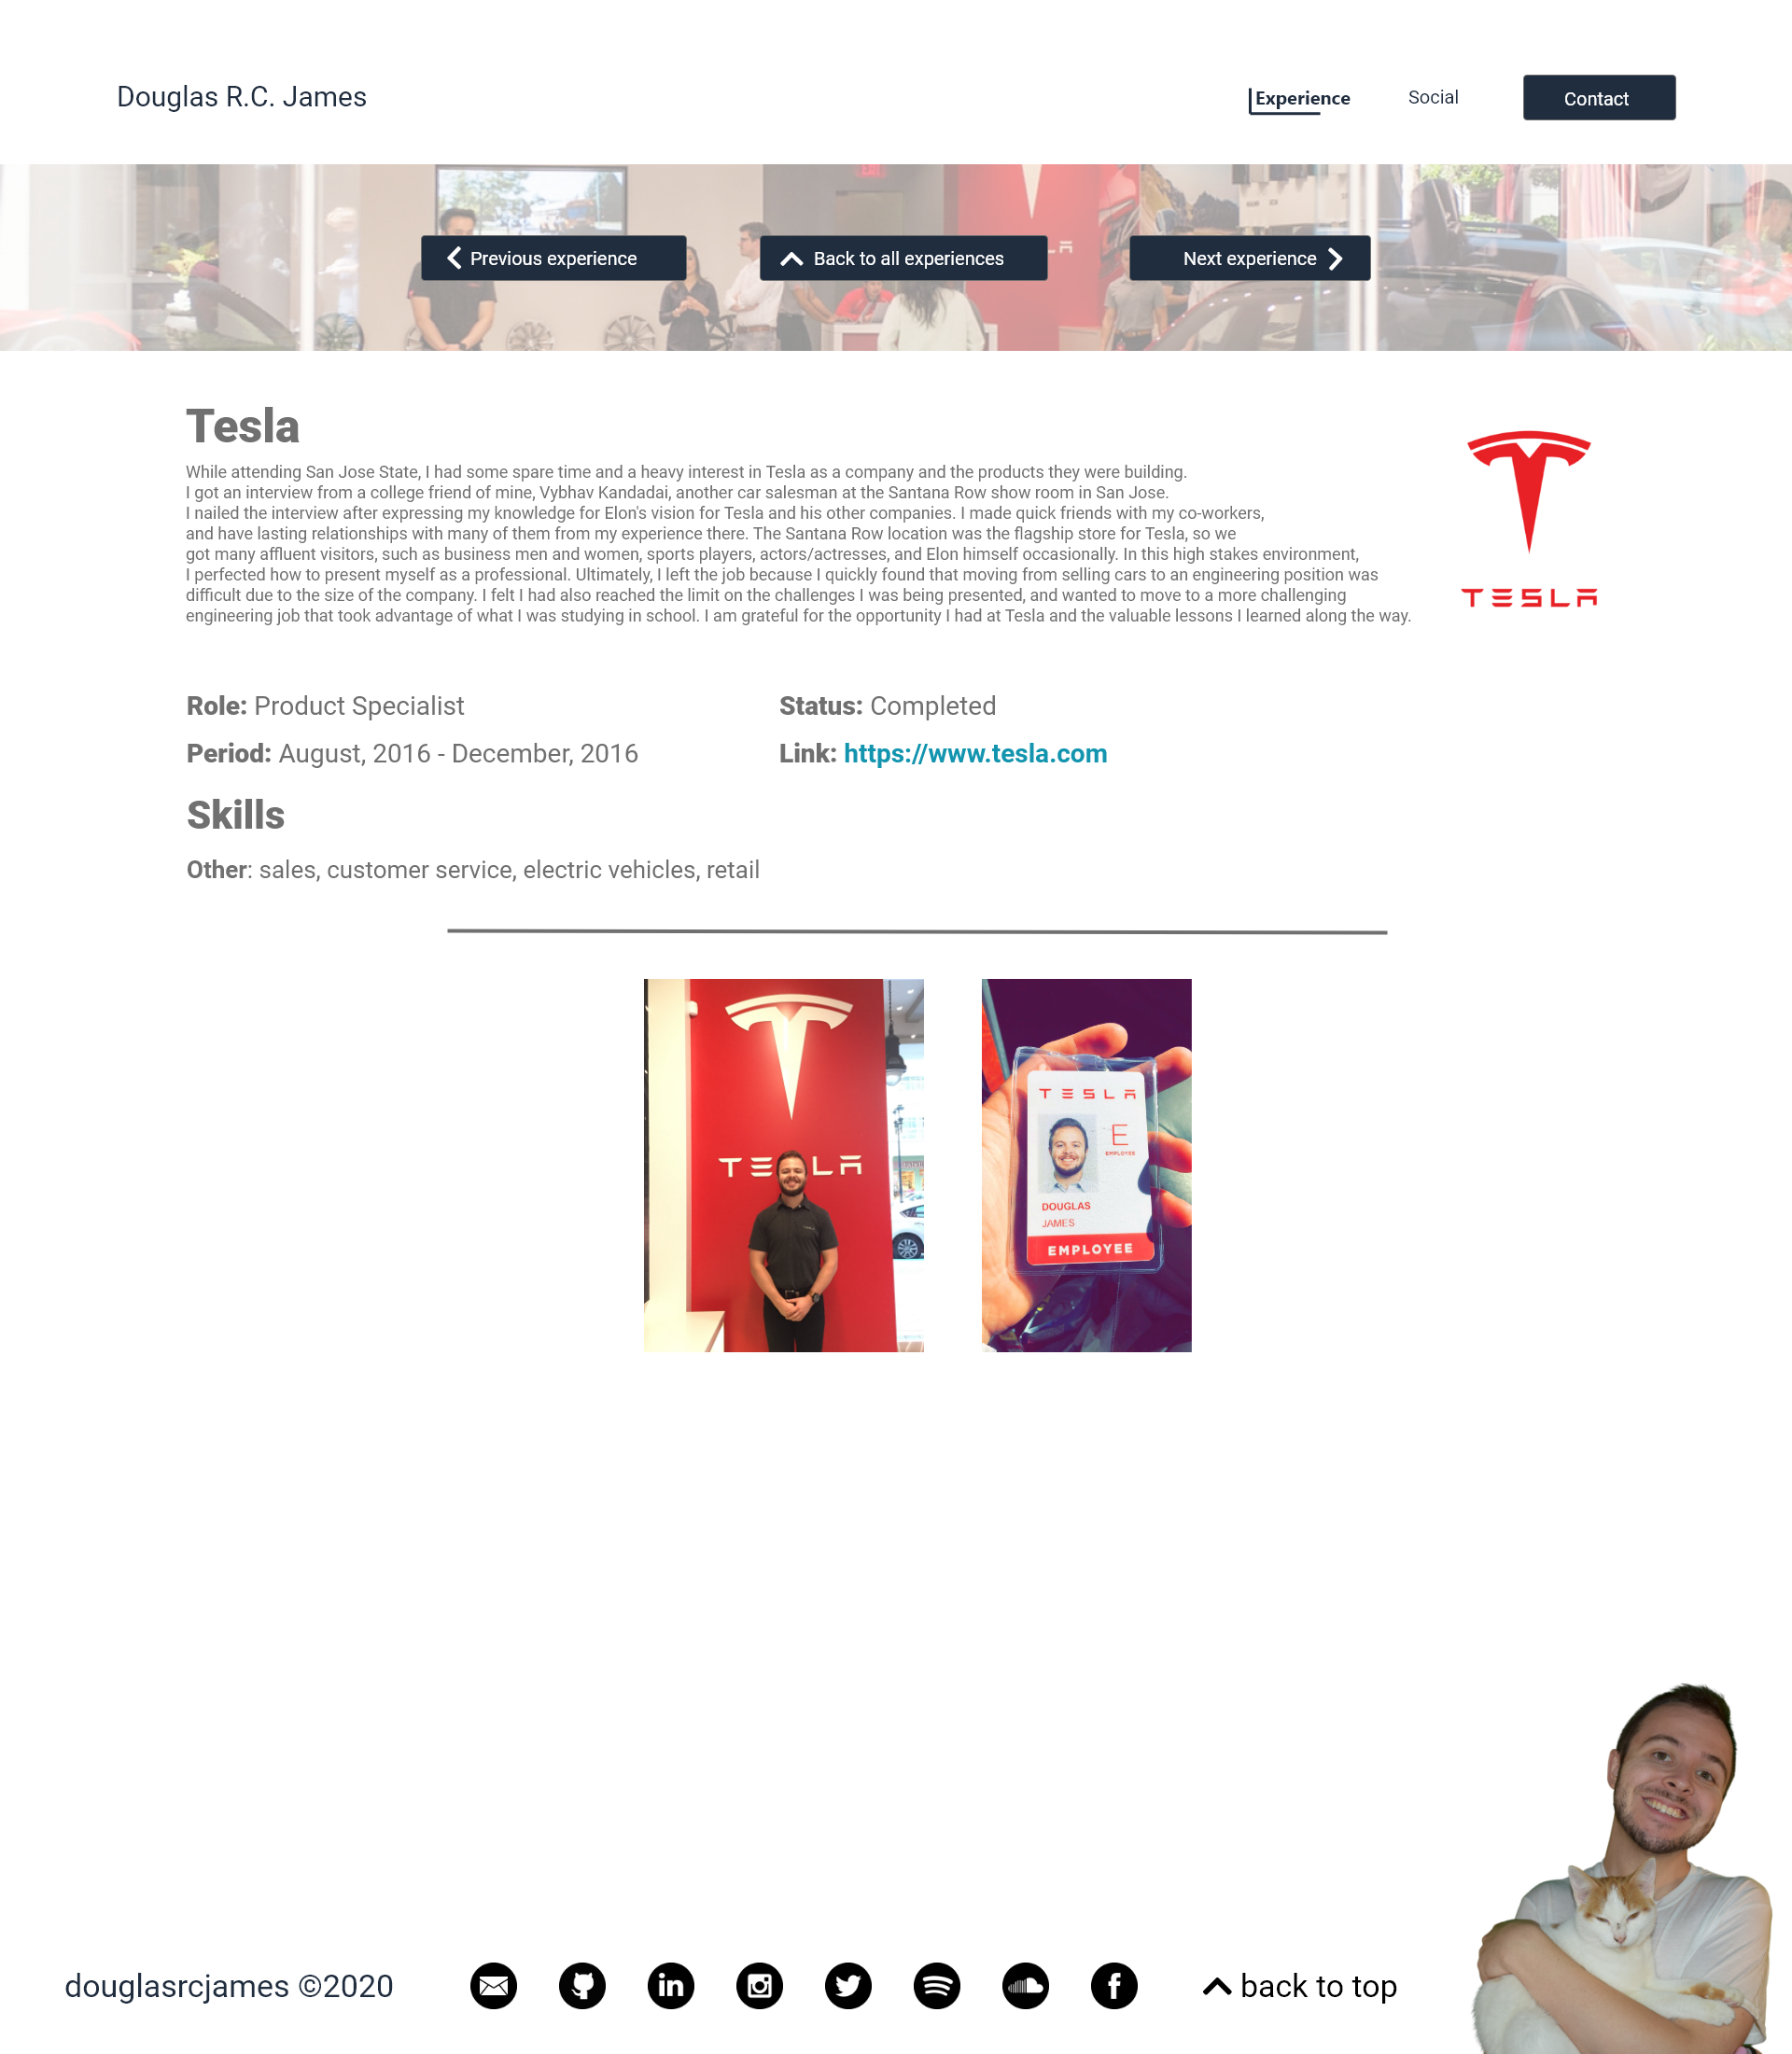 Douglas R.C. James
Experience
Social
Contact
EXIT
Previous experience
Back to all experiences
Next experience
Tesla
While attending San Jose State, I had some spare time and a heavy interest in Tesla as a company and the products they were building.
I got an interview from a college friend of mine, Vybhav Kandadai, another car salesman at the Santana Row show room in San Jose.
I nailed the interview after expressing my knowledge for Elon's vision for Tesla and his other companies. I made quick friends with my co-workers,
and have lasting relationships with many of them from my experience there. The Santana Row location was the flagship store for Tesla, so we
got many affluent visitors, such as business men and women, sports players, actors/actresses, and Elon himself occasionally. In this high stakes environment,
I perfected how to present myself as a professional. Ultimately, I left the job because I quickly found that moving from selling cars to an engineering position was
difficult due to the size of the company. I felt I had also reached the limit on the challenges I was being presented, and wanted to move to a more challenging
engineering job that took advantage of what I was studying in school. I am grateful for the opportunity I had at Tesla and the valuable lessons I learned along the way.
TESLA
Role: Product Specialist
Status: Completed
Period: August, 2016 - December, 2016
Link: https://www.tesla.com
Skills
Other: sales, customer service, electric vehicles, retail
TESLA
TESLA
E
EMPLOYEE
DOUGLAS
JAMES
EMPLOYEE
douglasrcjames ©2020
back to top